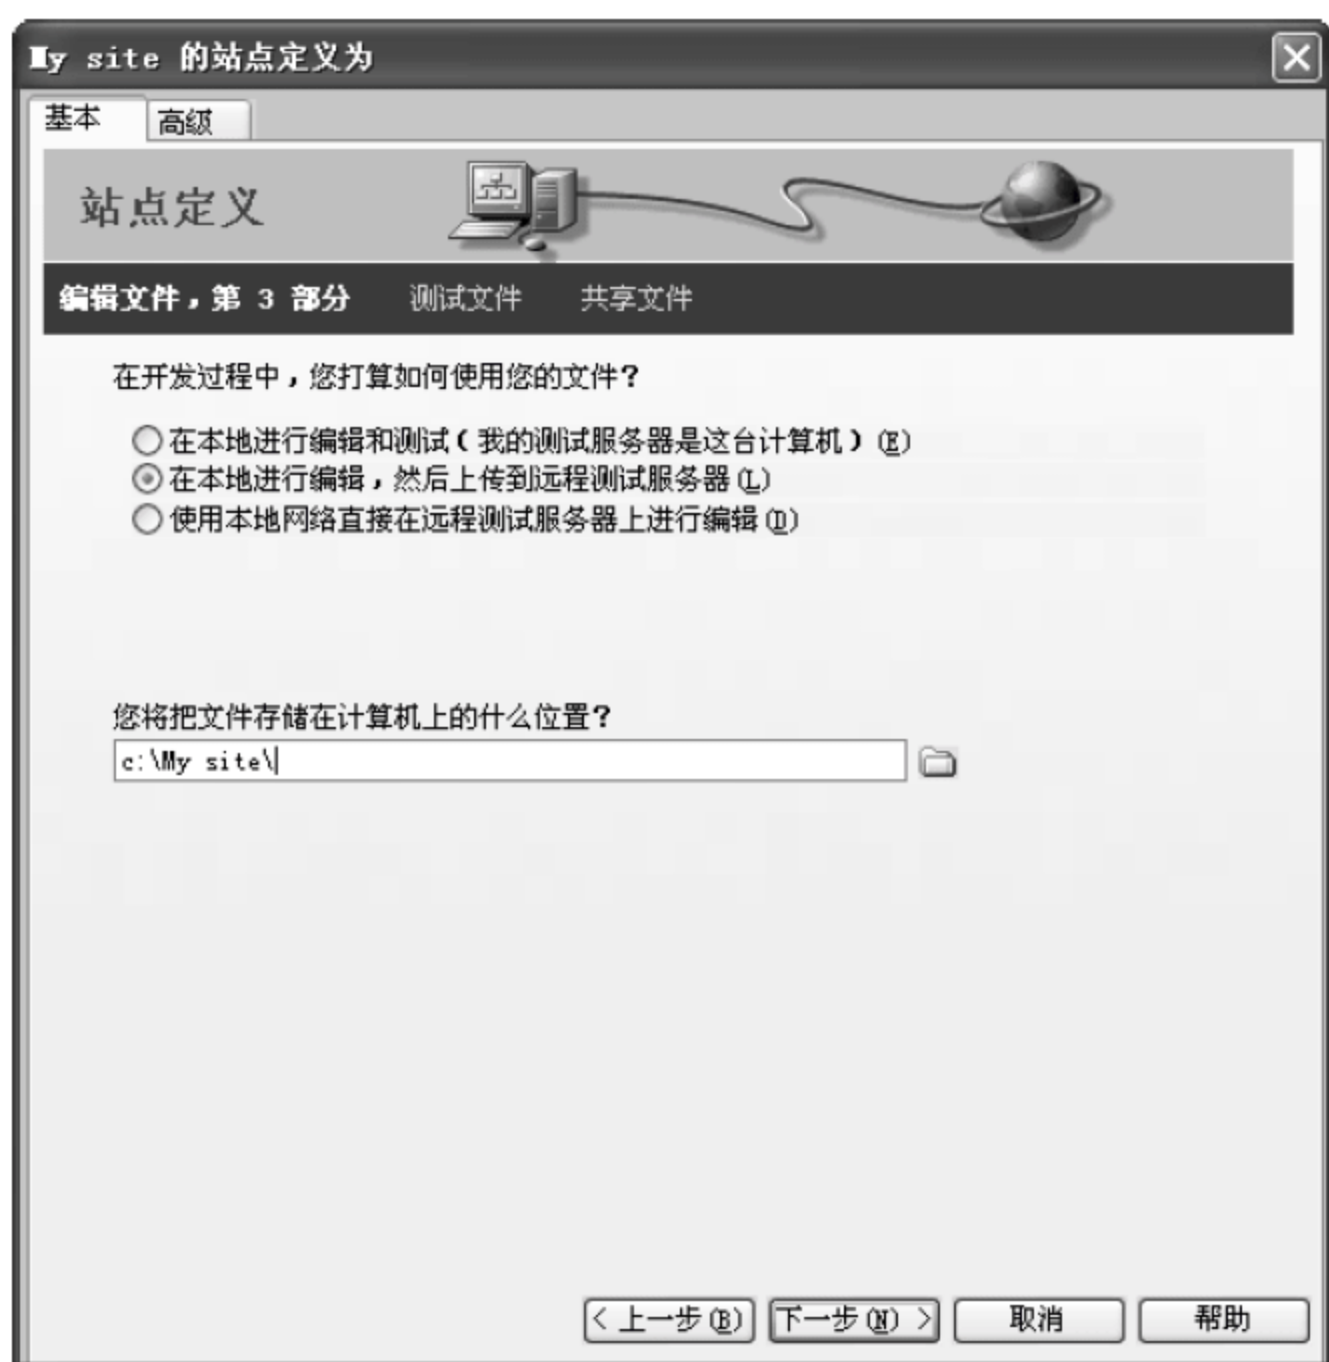 My site 的站点定义为
基本 高级
站点定义
编辑文件，第 3 部分 测试文件 共享文件
在开发过程中，您打算如何使用您的文件？
在本地进行编辑和测试（我的测试服务器是这台计算机）(E)
在本地进行编辑，然后上传到远程测试服务器(L)
使用本地网络直接在远程测试服务器上进行编辑(D)
您将把文件存储在计算机上的什么位置？
c:\My site\
< 上一步(B) 下一步(N) > 取消 帮助